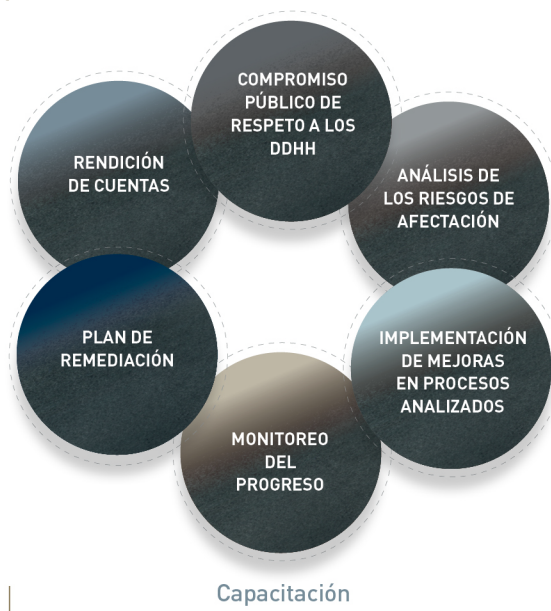 COMPROMISO
PÚBLICO DE
RESPETO A LOS
DDHH
ANÁLISIS DE
LOS RIESGOS DE
AFECTACIÓN
IMPLEMENTACIÓN
DE MEJORAS
EN PROCESOS
ANALIZADOS
MONITOREO
DEL
PROGRESO
PLAN DE
REMEDIACIÓN
RENDICIÓN
DE CUENTAS
Capacitación